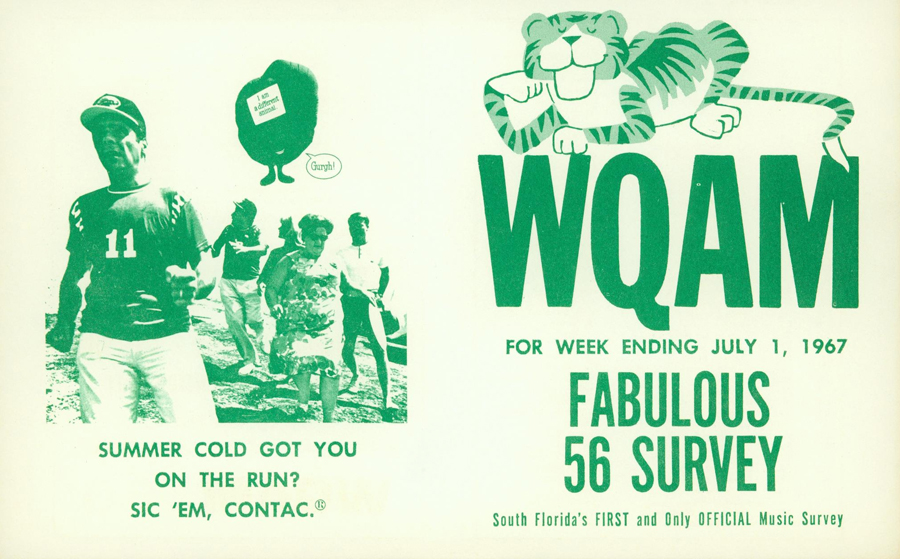 I am
a different
animal.
Gurgh!
11
SUMMER COLD GOT YOU
ON THE RUN?
SIC 'EM, CONTAC.®
WQAM
FOR WEEK ENDING JULY 1, 1967
FABULOUS
56 SURVEY
South Florida's FIRST and Only OFFICIAL Music Survey